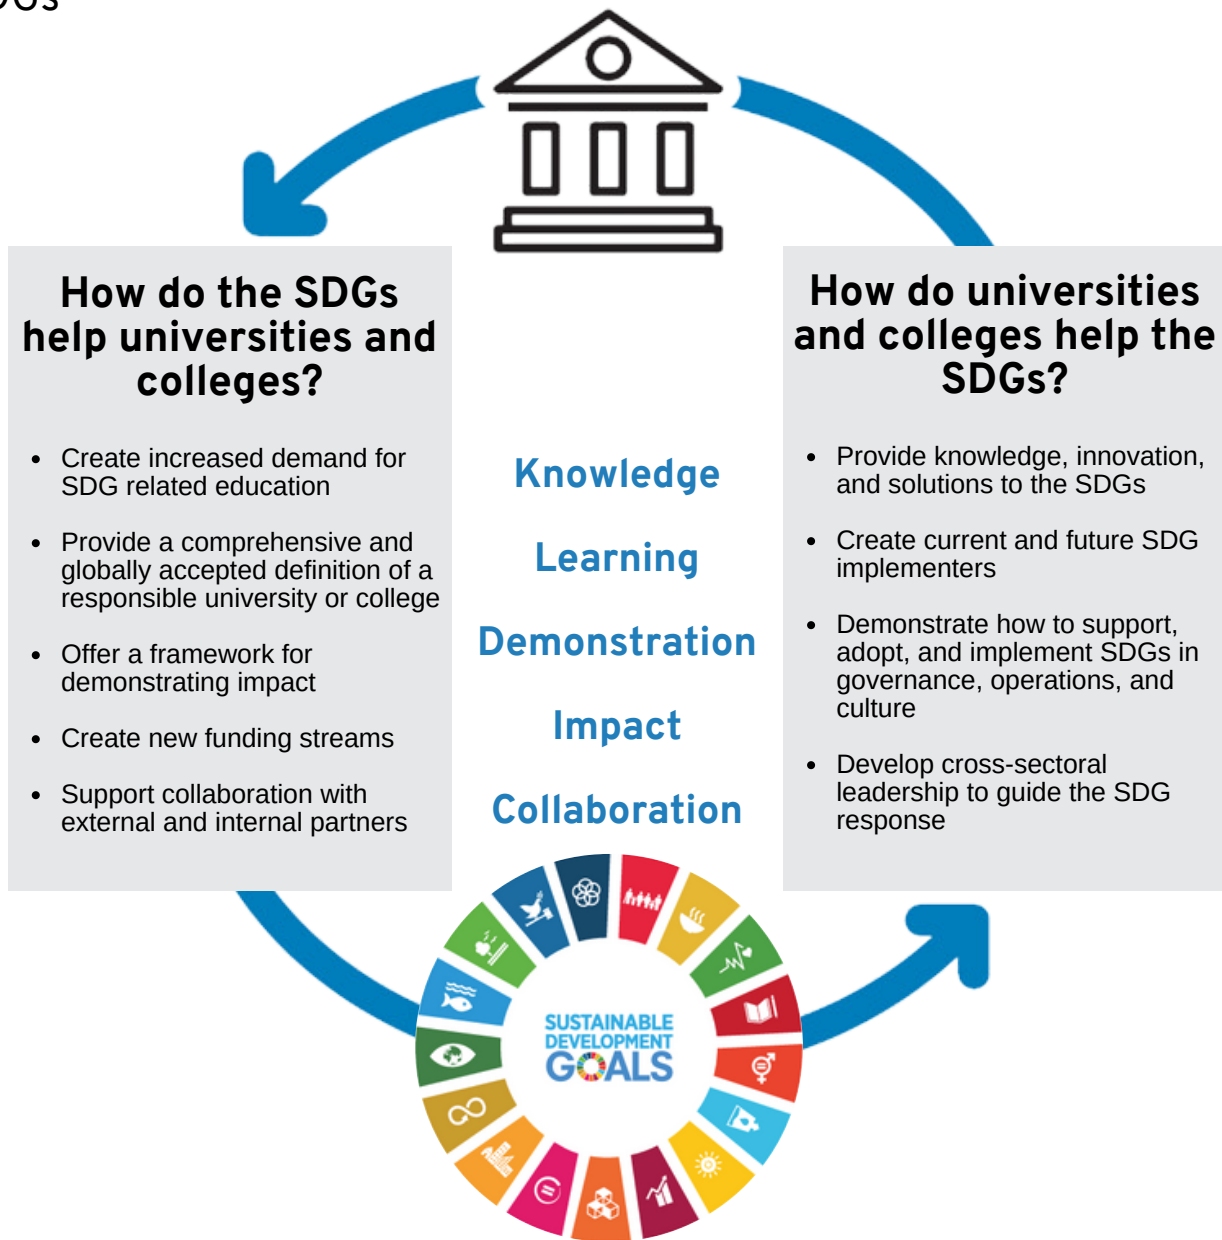 How do the SDGs
help universities and
colleges?
• Create increased demand for
SDG related education
• Provide a comprehensive and
globally accepted definition of a
responsible university or college
• Offer a framework for
demonstrating impact
• Create new funding streams
• Support collaboration with
external and internal partners
Knowledge
Learning
Demonstration
Impact
Collaboration
How do universities
and colleges help the
SDGs?
• Provide knowledge, innovation,
and solutions to the SDGs
• Create current and future SDG
implementers
• Demonstrate how to support,
adopt, and implement SDGs in
governance, operations, and
culture
• Develop cross-sectoral
leadership to guide the SDG
response
SUSTAINABLE
DEVELOPMENT
GOALS